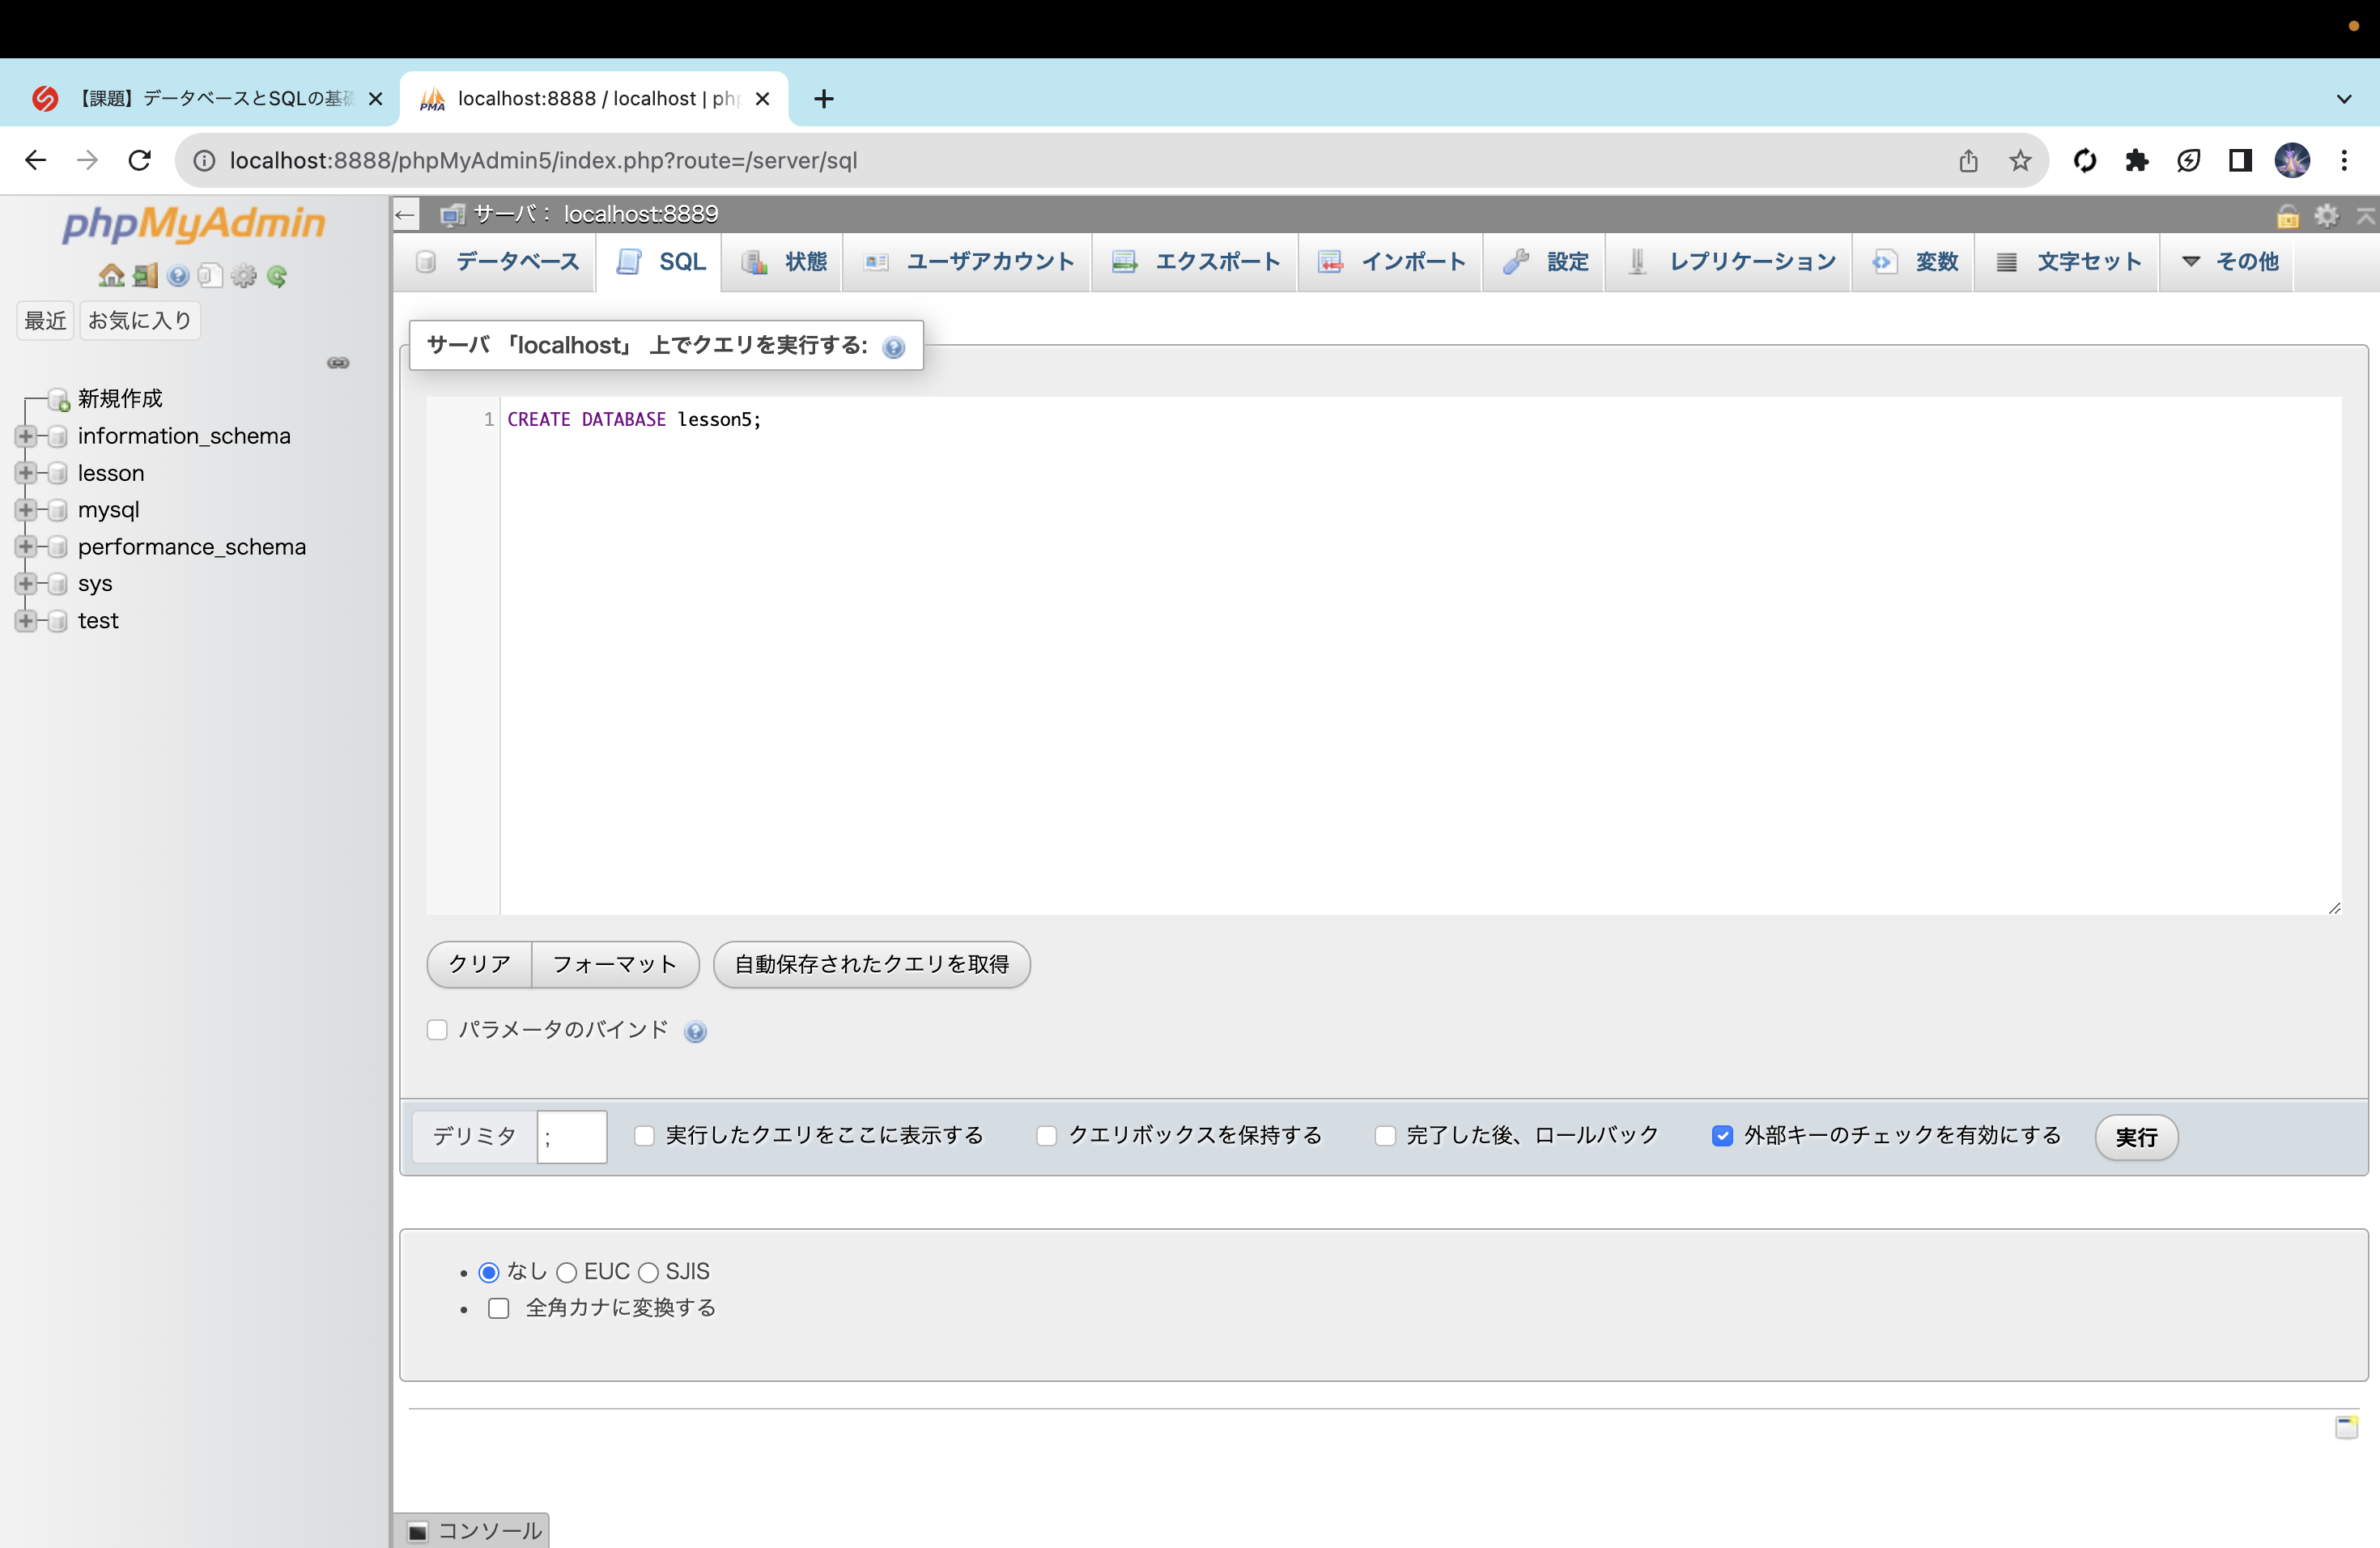 【課題】データベースとSQLの基礎
localhost:8888 / localhost | php
localhost:8888/phpMyAdmin5/index.php?route=/server/sql
phpMyAdmin
最近 お気に入り
新規作成
information_schema
lesson
mysql
performance_schema
sys
test
サーバ： localhost:8889
データベース SQL 状態 ユーザアカウント エクスポート インポート 設定 レプリケーション 変数 文字セット その他
サーバ 「localhost」 上でクエリを実行する:
1 CREATE DATABASE lesson5;
クリア フォーマット 自動保存されたクエリを取得
パラメータのバインド
デリミタ ; 実行したクエリをここに表示する クエリボックスを保持する 完了した後、ロールバック 外部キーのチェックを有効にする 実行
なし EUC SJIS
全角カナに変換する
コンソール